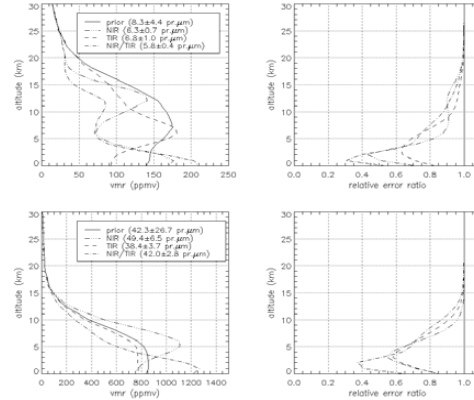 30
25
20
15
10
5
0
altitude (km)
prior (8.3±4.4 pr.µm)
NIR (6.3±0.7 pr.µm)
TIR (6.8±1.0 pr.µm)
NIR/TIR (5.8±0.4 pr.µm)
0 50 100 150 200 250
vmr (ppmv)
30
25
20
15
10
5
0
altitude (km)
0.0 0.2 0.4 0.6 0.8 1.0
relative error ratio
30
25
20
15
10
5
0
altitude (km)
prior (42.3±26.7 pr.µm)
NIR (49.4±6.5 pr.µm)
TIR (38.4±3.7 pr.µm)
NIR/TIR (42.0±2.8 pr.µm)
0 200 400 600 800 1000 1200 1400
vmr (ppmv)
30
25
20
15
10
5
0
altitude (km)
0.0 0.2 0.4 0.6 0.8 1.0
relative error ratio